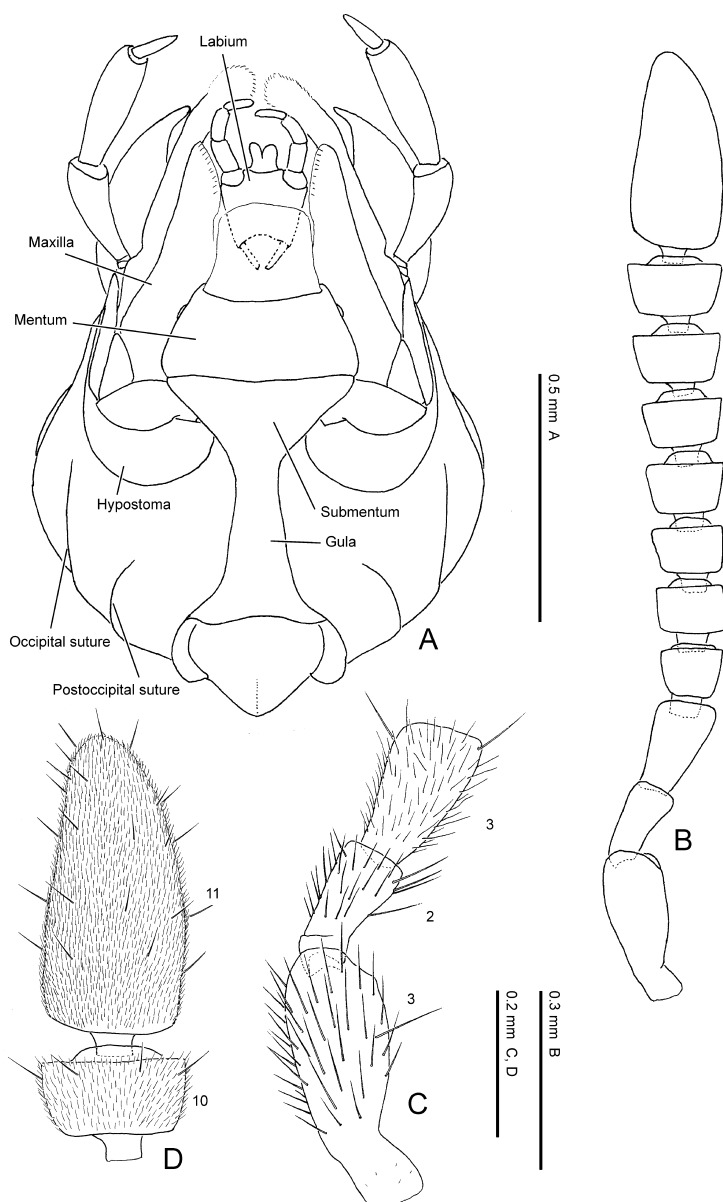 Labium
Maxilla
Mentum
0.5 mm A
Hypostoma
Submentum
Gula
A
Occipital suture
Postoccipital suture
B
3
11
2
3
0.2 mm C, D
0.3 mm B
C
10
D